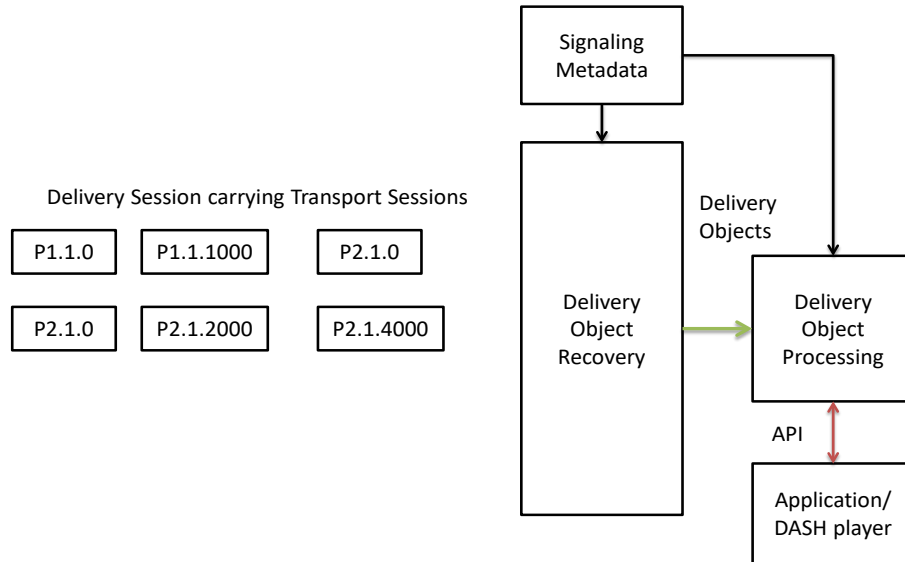 Signaling
Metadata
Delivery Session carrying Transport Sessions
P1.1.0
P1.1.1000
P2.1.0
P2.1.0
P2.1.2000
P2.1.4000
Delivery
Objects
Delivery
Object
Recovery
Delivery
Object
Processing
API
Application/
DASH player